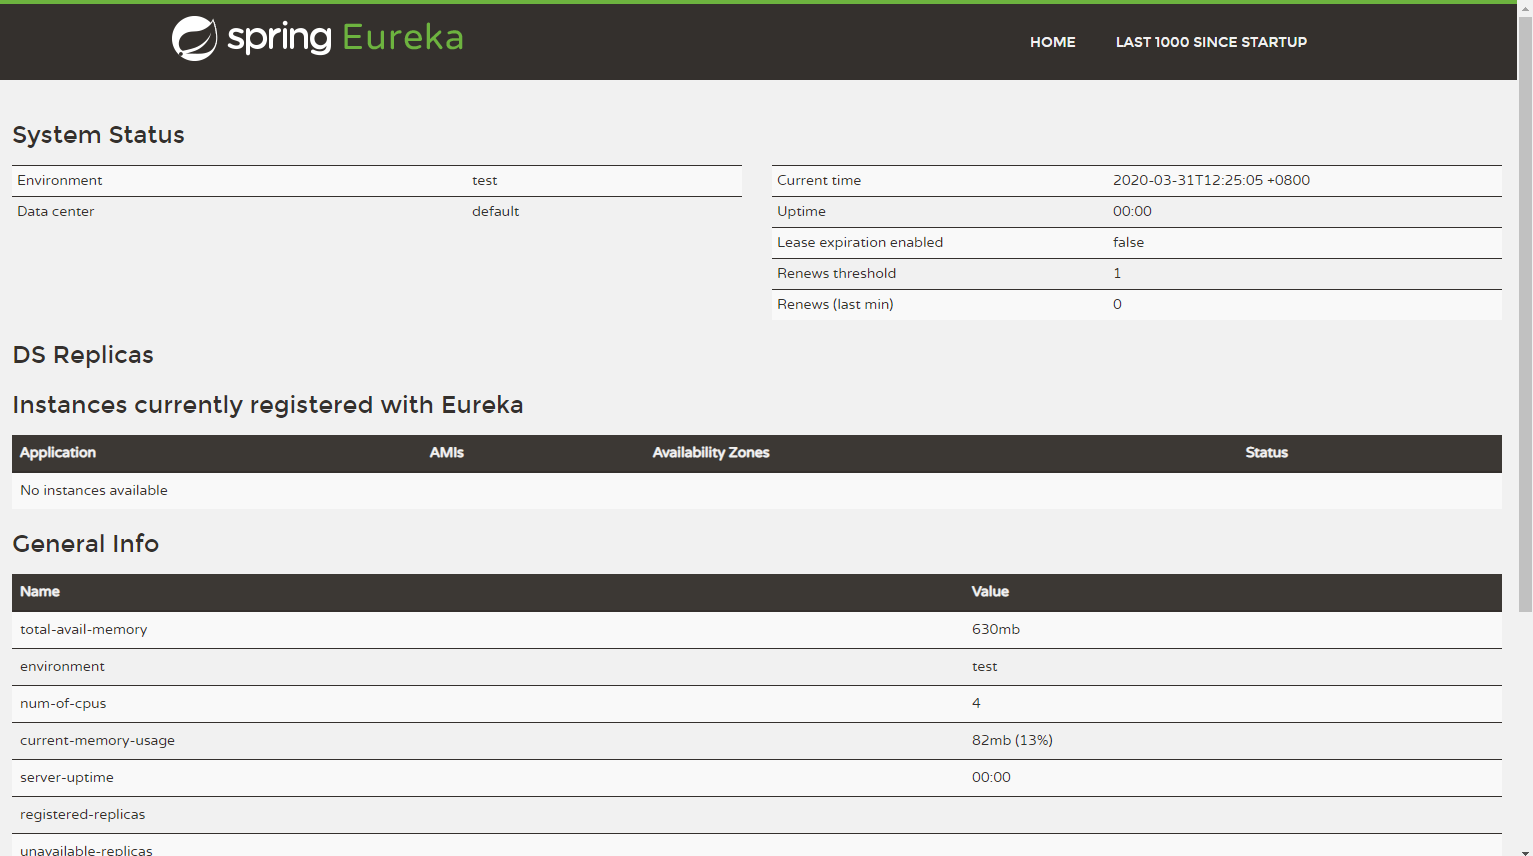 spring Eureka
HOME LAST 1000 SINCE STARTUP
System Status
Environment test
Data center default
Current time 2020-03-31T12:25:05 +0800
Uptime 00:00
Lease expiration enabled false
Renews threshold 1
Renews (last min) 0
DS Replicas
Instances currently registered with Eureka
Application AMIs Availability Zones Status
No instances available
General Info
Name Value
total-avail-memory 630mb
environment test
num-of-cpus 4
current-memory-usage 82mb (13%)
server-uptime 00:00
registered-replicas
unavailable-replicas